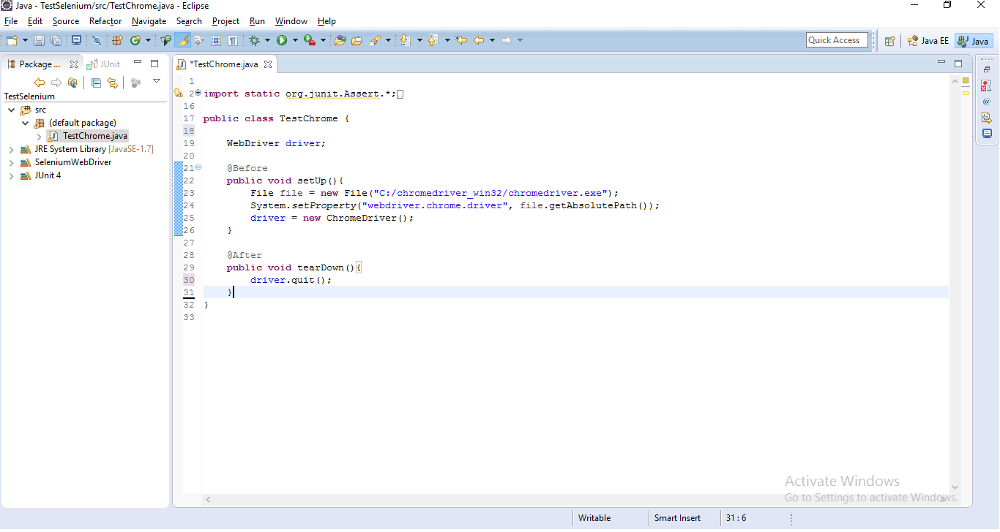 Java - TestSelenium/src/TestChrome.java - Eclipse
File Edit Source Refactor Navigate Search Project Run Window Help
Quick Access Java EE Java
Package ... JUnit *TestChrome.java
TestSelenium
src
(default package)
TestChrome.java
JRE System Library [JavaSE-1.7]
SeleniumWebDriver
JUnit 4
1
2 import static org.junit.Assert.*;
16
17 public class TestChrome {
18
19 WebDriver driver;
20
21 @Before
22 public void setUp(){
23 File file = new File("C:/chromedriver_win32/chromedriver.exe");
24 System.setProperty("webdriver.chrome.driver", file.getAbsolutePath());
25 driver = new ChromeDriver();
26 }
27
28 @After
29 public void tearDown(){
30 driver.quit();
31 }
32 }
33
Activate Windows
Go to Settings to activate Windows.
Writable Smart Insert 31 : 6